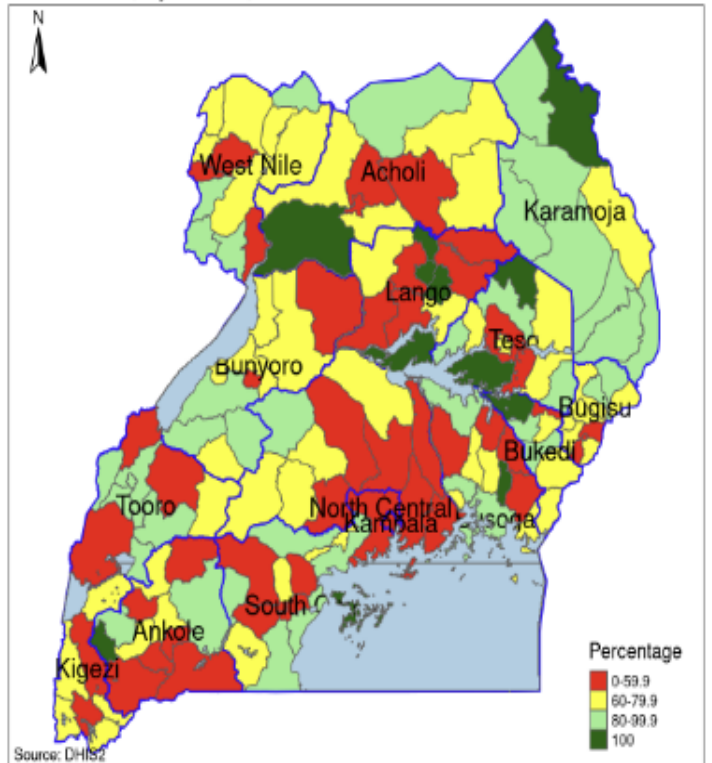 N
West Nile
Acholi
Karamoja
Lango
Teso
Bunyoro
Bugisu
Bukedi
Tooro
North Central
Kampala
South
Ankole
Kigezi
Percentage
0-59.9
60-79.9
80-99.9
100
Source: DHIS2